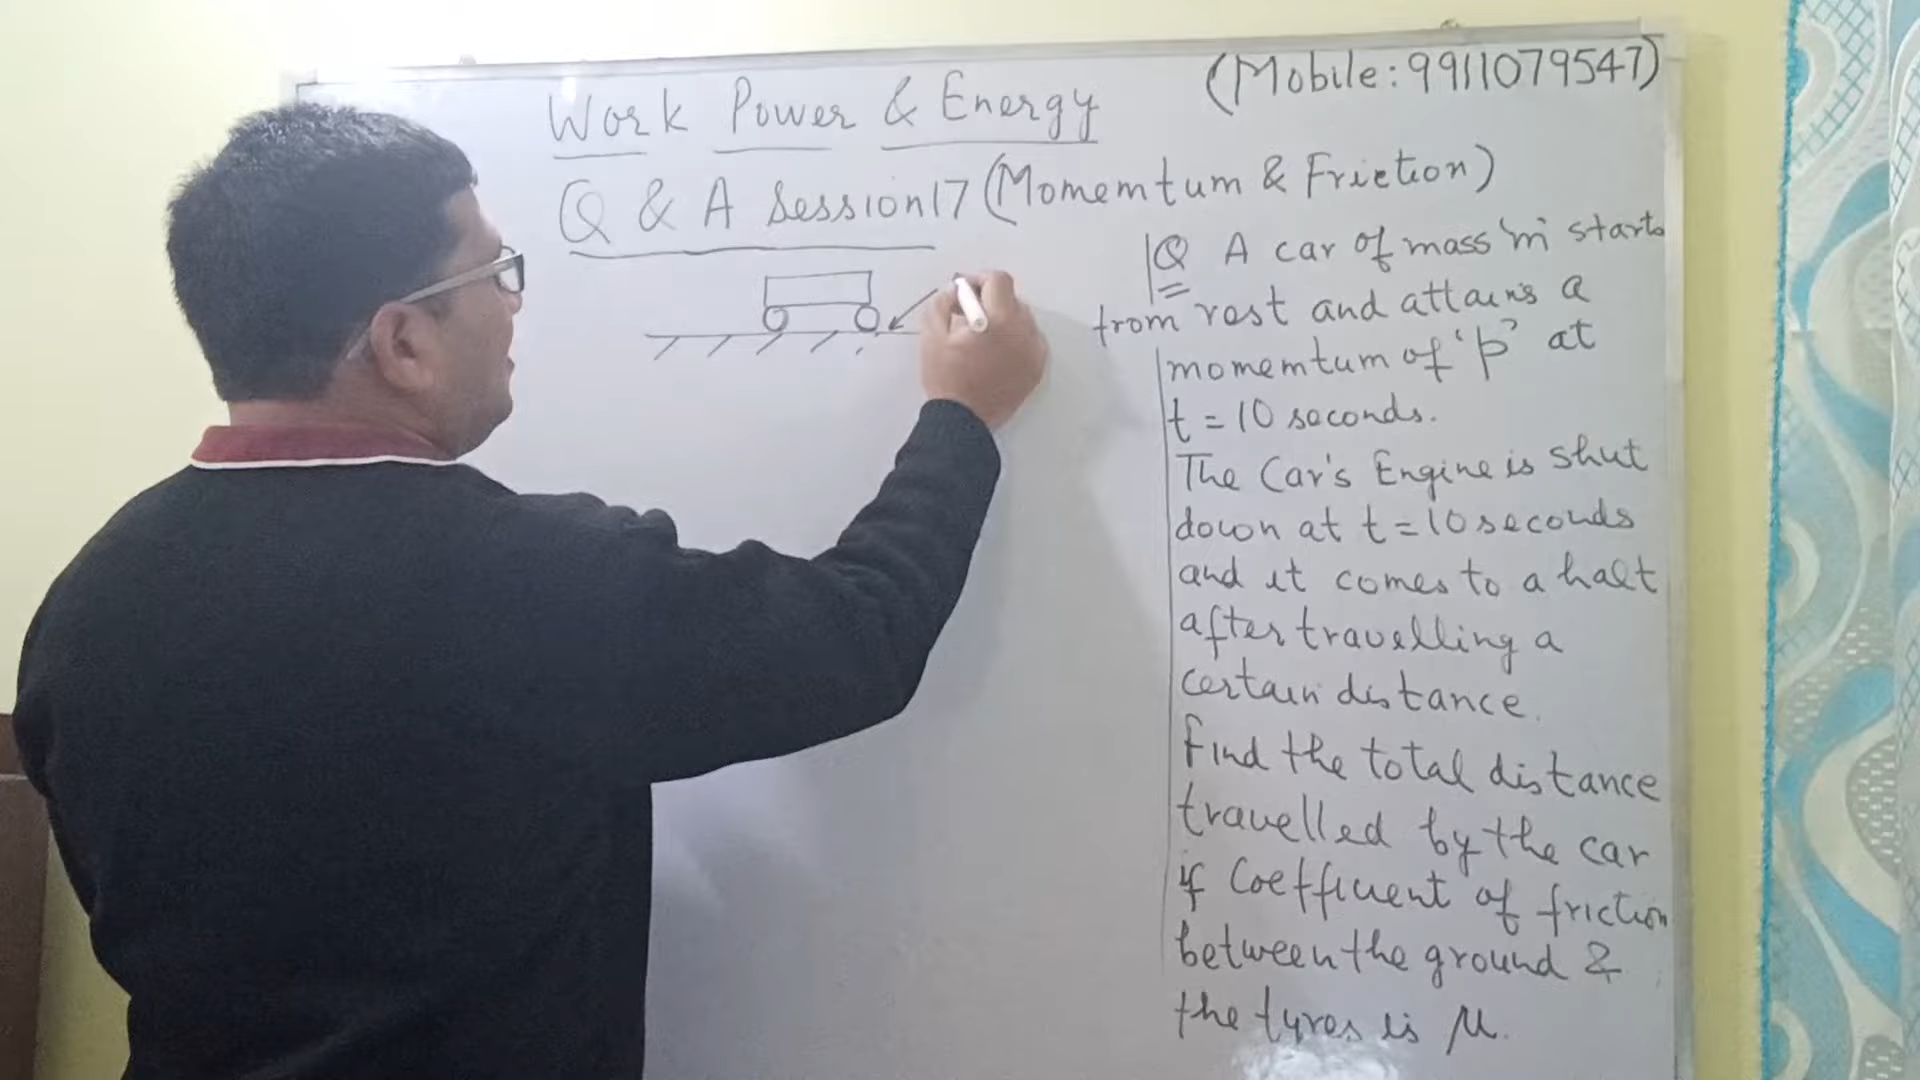 Work Power & Energy
(Mobile: 9911079547)
Q & A Session 17 (Momemtum & Friction)
Q A car of mass 'm' starts
from rest and attains a
momemtum of 'p' at
t = 10 seconds.
The Car's Engine is shut
down at t = 10 seconds
and it comes to a halt
after travelling a
certain distance.
Find the total distance
travelled by the car
if Coefficient of friction
between the ground &
the tyres is μ.